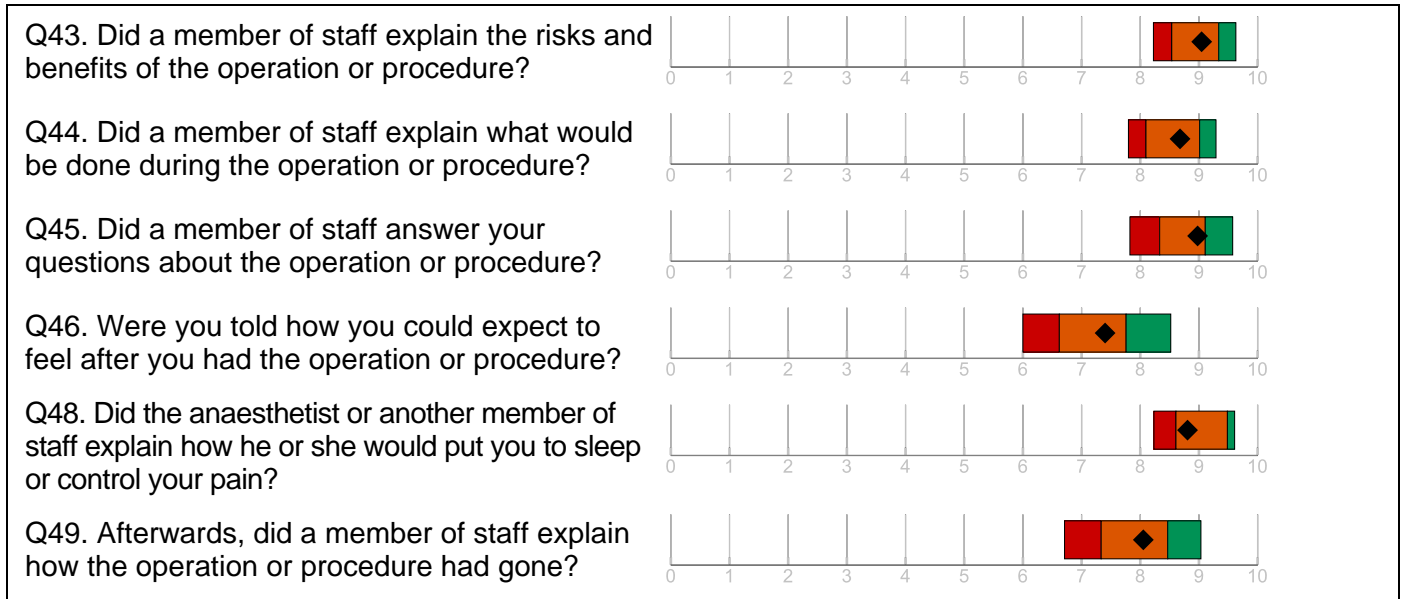 Q43. Did a member of staff explain the risks and
benefits of the operation or procedure?
0 1 2 3 4 5 6 7 8 9 10
Q44. Did a member of staff explain what would
be done during the operation or procedure?
0 1 2 3 4 5 6 7 8 9 10
Q45. Did a member of staff answer your
questions about the operation or procedure?
0 1 2 3 4 5 6 7 8 9 10
Q46. Were you told how you could expect to
feel after you had the operation or procedure?
0 1 2 3 4 5 6 7 8 9 10
Q48. Did the anaesthetist or another member of
staff explain how he or she would put you to sleep
or control your pain?
0 1 2 3 4 5 6 7 8 9 10
Q49. Afterwards, did a member of staff explain
how the operation or procedure had gone?
0 1 2 3 4 5 6 7 8 9 10